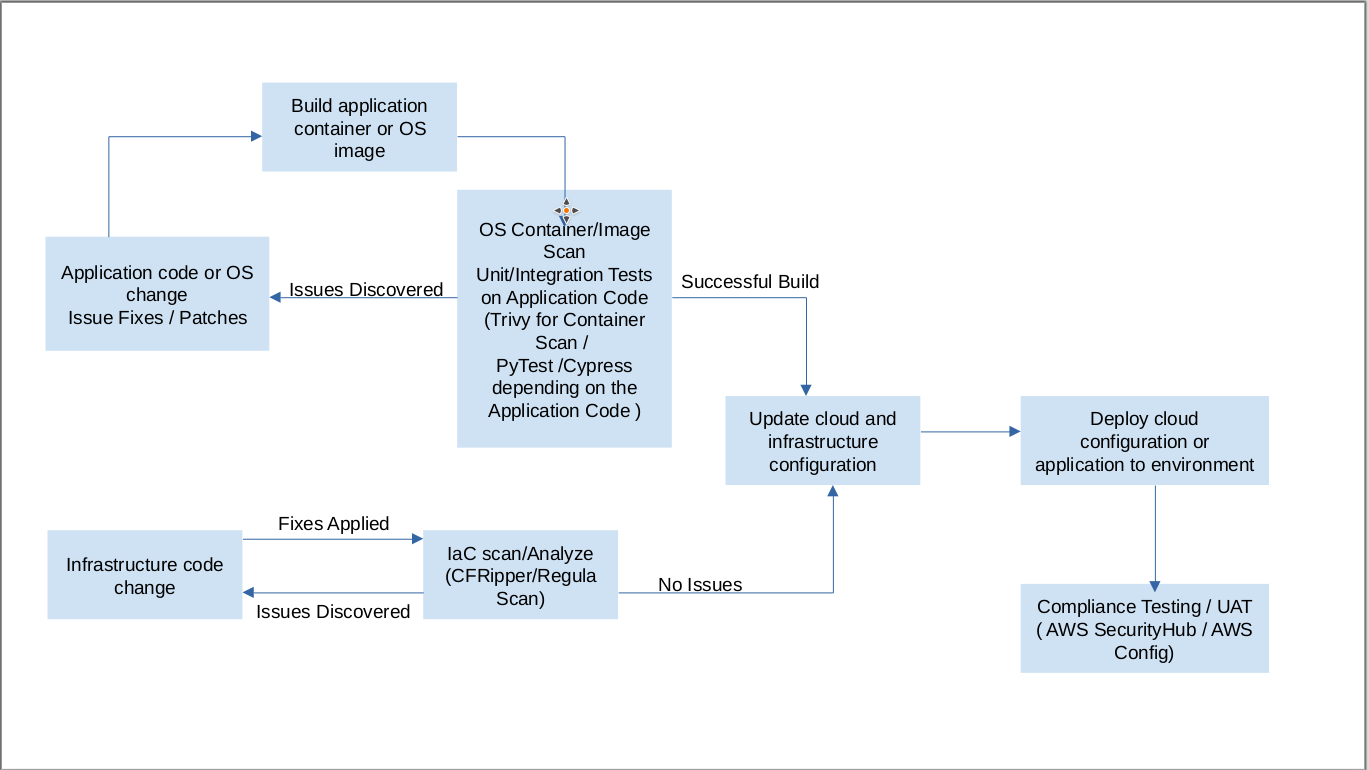 Build application
container or OS
image
OS Container/Image
Scan
Unit/Integration Tests
on Application Code
(Trivy for Container
Scan /
PyTest /Cypress
depending on the
Application Code )
Application code or OS
change
Issue Fixes / Patches
Issues Discovered
Successful Build
Update cloud and
infrastructure
configuration
Deploy cloud
configuration or
application to environment
Infrastructure code
change
Fixes Applied
Issues Discovered
IaC scan/Analyze
(CFRipper/Regula
Scan)
No Issues
Compliance Testing / UAT
( AWS SecurityHub / AWS
Config)